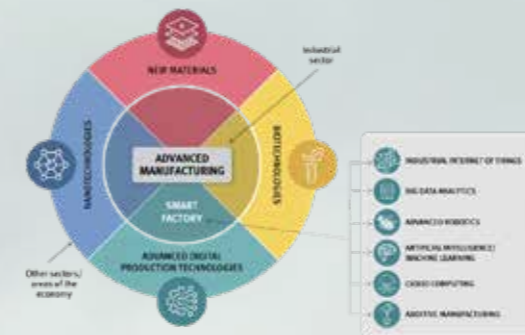 NEW MATERIALS
Industrial
sector
NANOTECHNOLOGIES
ADVANCED
MANUFACTURING
BIOTECHNOLOGIES
SMART
FACTORY
ADVANCED DIGITAL
PRODUCTION TECHNOLOGIES
Other sectors/
areas of the
economy
INDUSTRIAL INTERNET OF THINGS
BIG DATA ANALYTICS
ADVANCED ROBOTICS
ARTIFICIAL INTELLIGENCE/
MACHINE LEARNING
CLOUD COMPUTING
ADDITIVE MANUFACTURING